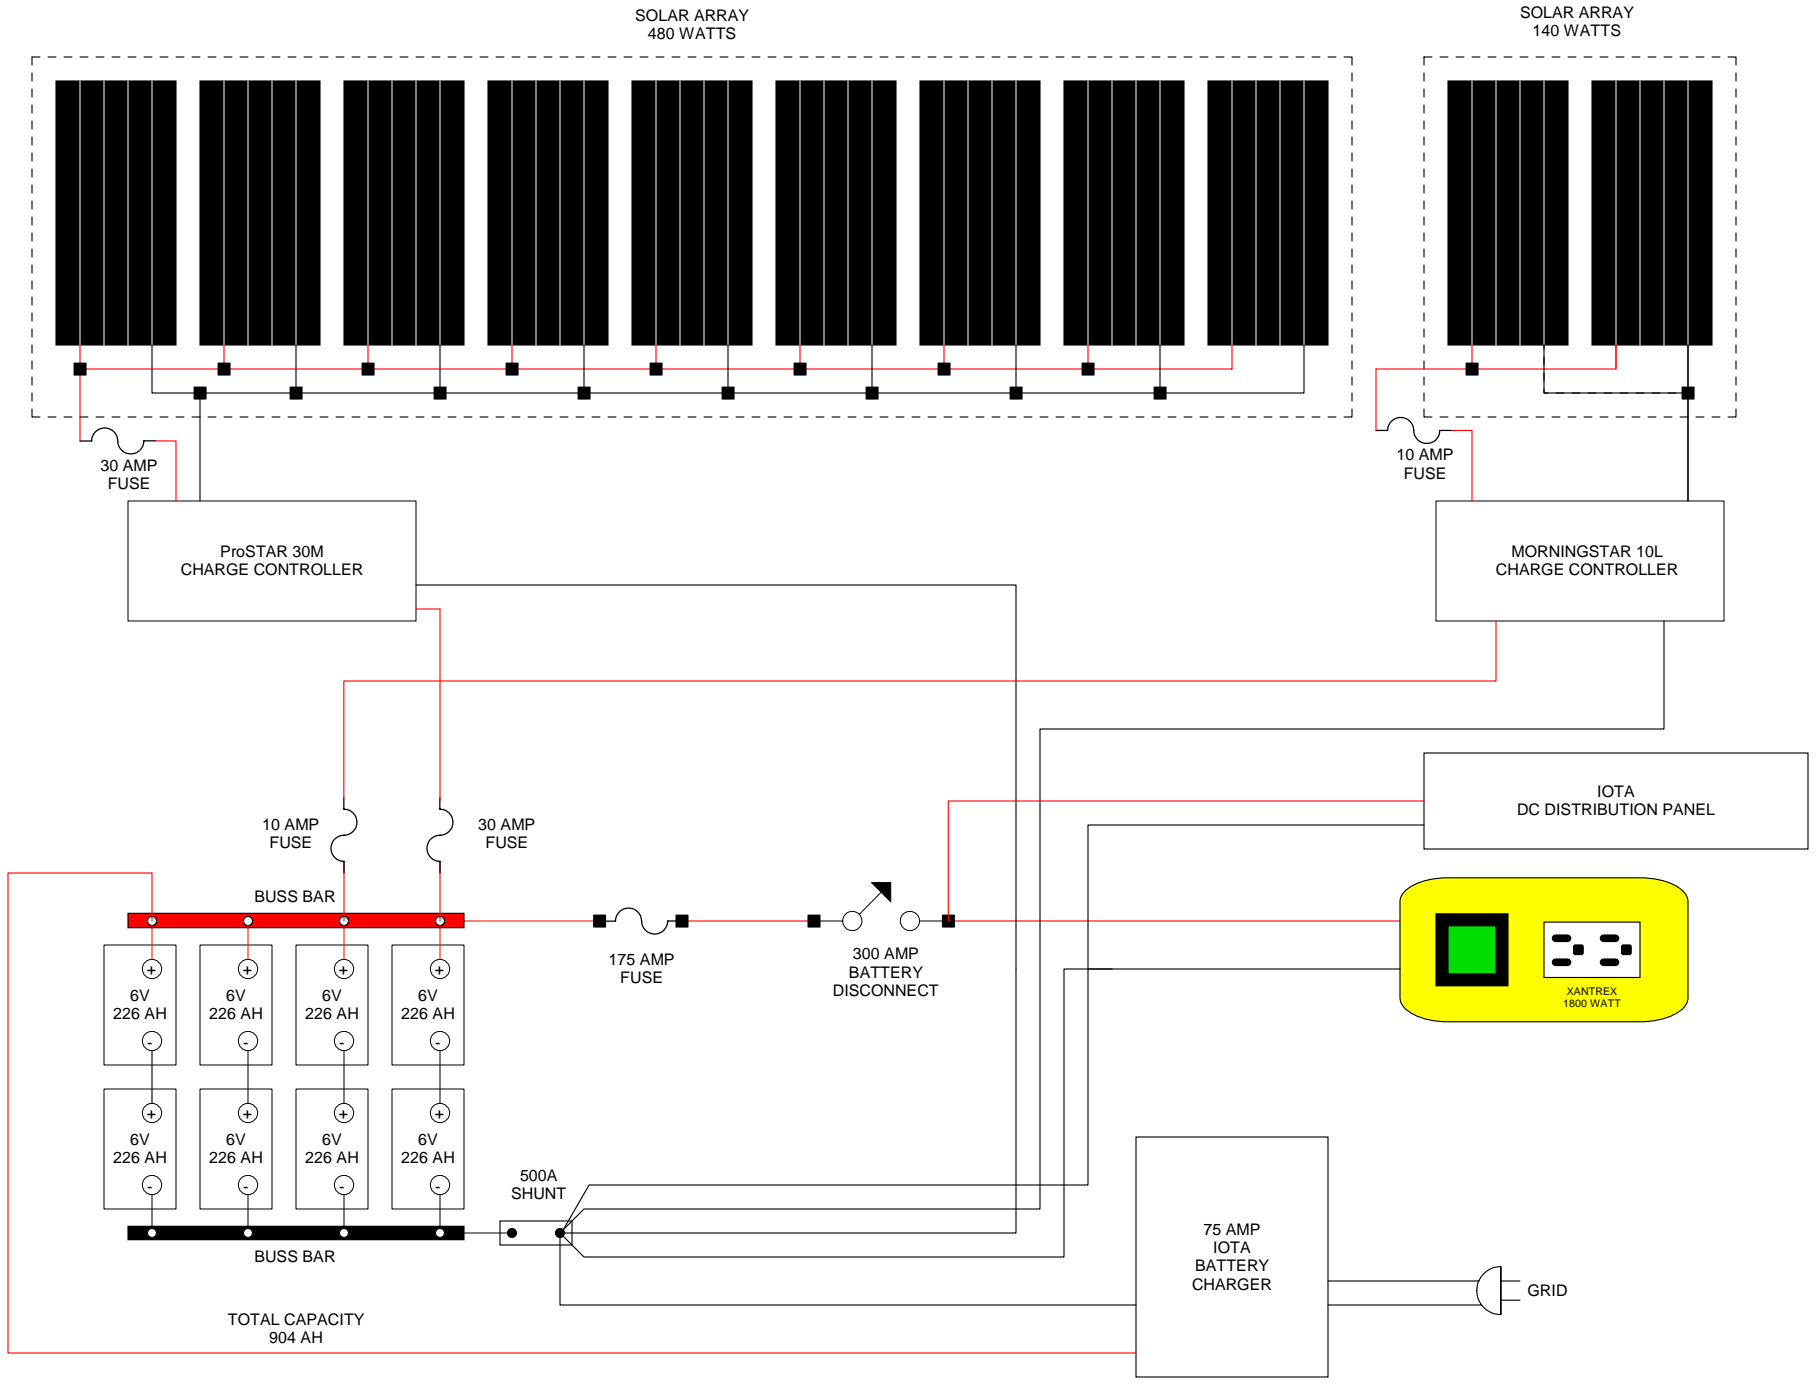 SOLAR ARRAY
480 WATTS
SOLAR ARRAY
140 WATTS
30 AMP
FUSE
10 AMP
FUSE
ProSTAR 30M
CHARGE CONTROLLER
MORNINGSTAR 10L
CHARGE CONTROLLER
IOTA
DC DISTRIBUTION PANEL
10 AMP
FUSE
30 AMP
FUSE
BUSS BAR
175 AMP
FUSE
300 AMP
BATTERY
DISCONNECT
XANTREX
1800 WATT
+ + + +
6V 6V 6V 6V
226 AH 226 AH 226 AH 226 AH
- - - -
+ + + +
6V 6V 6V 6V
226 AH 226 AH 226 AH 226 AH
- - - -
500A
SHUNT
BUSS BAR
75 AMP
IOTA
BATTERY
CHARGER
GRID
TOTAL CAPACITY
904 AH